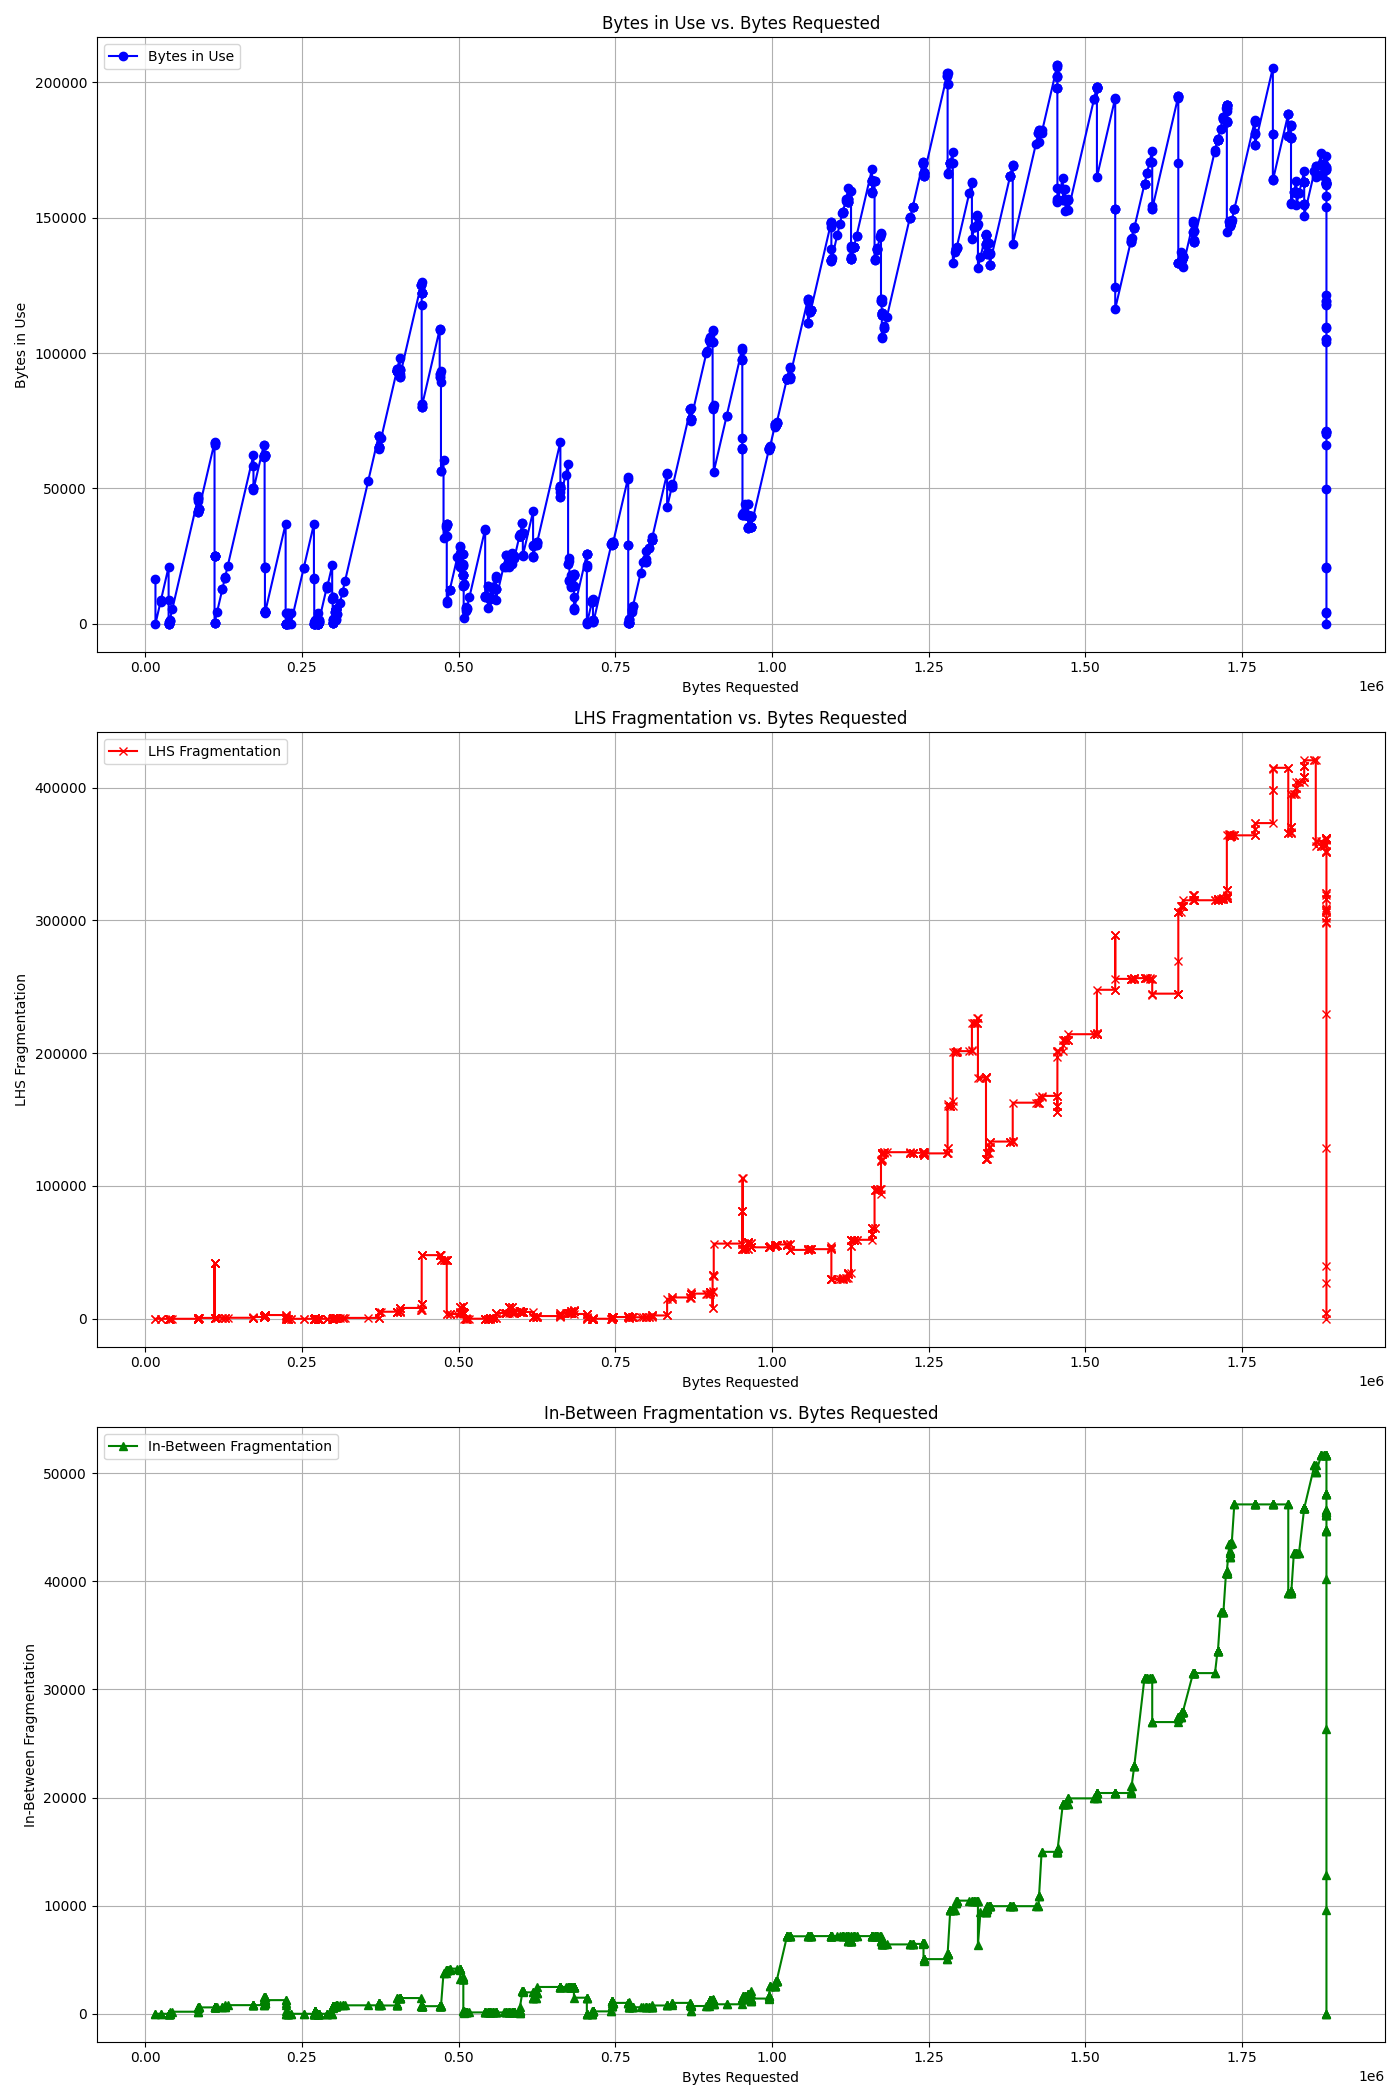 Bytes in Use vs. Bytes Requested
Bytes in Use
200000
150000
100000
50000
0
Bytes in Use
0.00 0.25 0.50 0.75 1.00 1.25 1.50 1.75
1e6
Bytes Requested
LHS Fragmentation vs. Bytes Requested
LHS Fragmentation
400000
300000
200000
100000
0
LHS Fragmentation
0.00 0.25 0.50 0.75 1.00 1.25 1.50 1.75
1e6
Bytes Requested
In-Between Fragmentation vs. Bytes Requested
In-Between Fragmentation
50000
40000
30000
20000
10000
0
In-Between Fragmentation
0.00 0.25 0.50 0.75 1.00 1.25 1.50 1.75
1e6
Bytes Requested